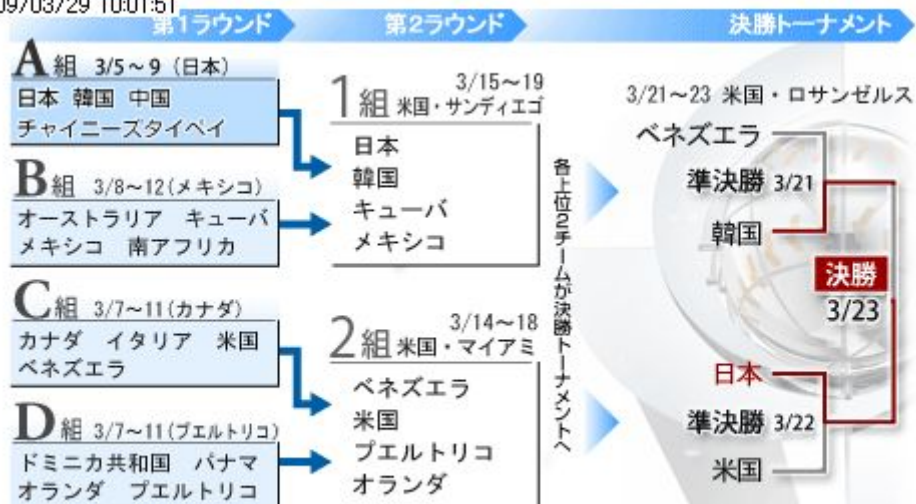 09/03/29 10:01:51
第1ラウンド
第2ラウンド
決勝トーナメント
A組 3/5～9（日本）
日本 韓国 中国
チャイニーズタイペイ
B組 3/8～12(メキシコ)
オーストラリア キューバ
メキシコ 南アフリカ
C組 3/7～11(カナダ)
カナダ イタリア 米国
ベネズエラ
D組 3/7～11(プエルトリコ)
ドミニカ共和国 パナマ
オランダ プエルトリコ
1組 3/15～19
米国・サンディエゴ
日本
韓国
キューバ
メキシコ
2組 3/14～18
米国・マイアミ
ベネズエラ
米国
プエルトリコ
オランダ
各上位2チームが決勝トーナメントへ
3/21～23 米国・ロサンゼルス
ベネズエラ
準決勝 3/21
韓国
決勝
3/23
日本
準決勝 3/22
米国